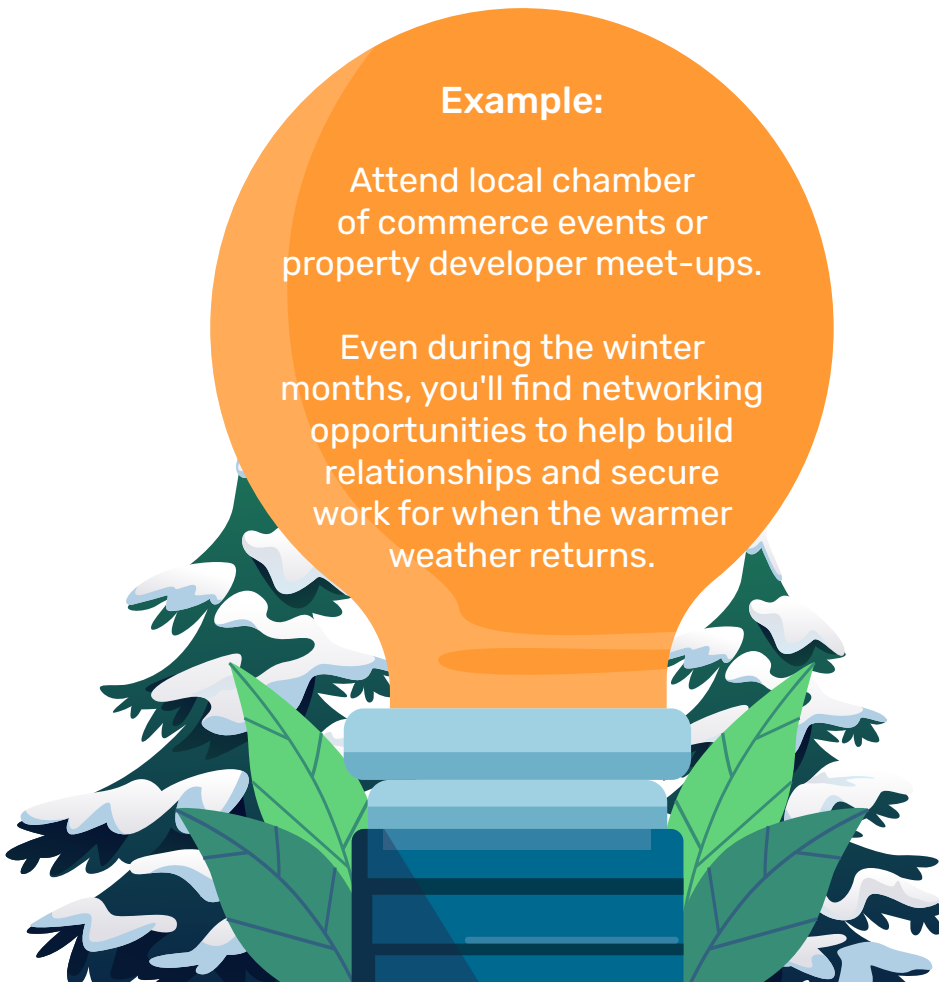 Example:
Attend local chamber
of commerce events or
property developer meet-ups.
Even during the winter
months, you'll find networking
opportunities to help build
relationships and secure
work for when the warmer
weather returns.